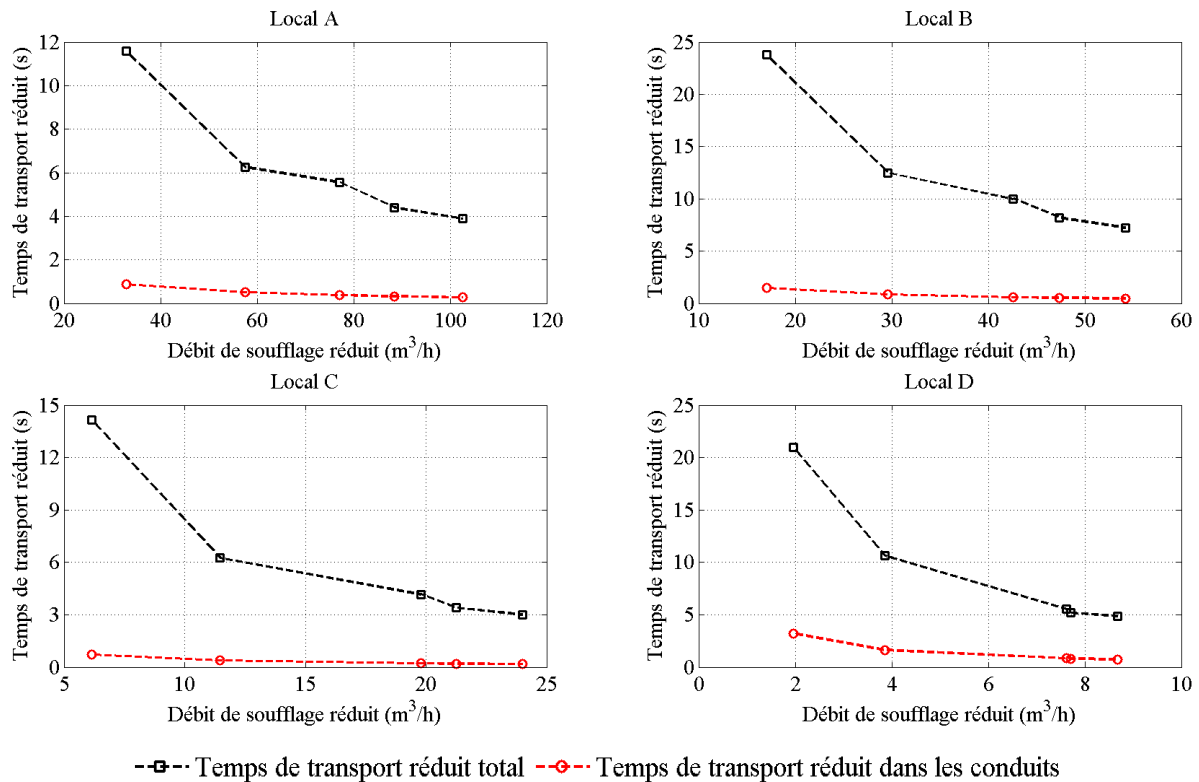 Local A
Temps de transport réduit (s)
12
10
8
6
4
2
0
20 40 60 80 100 120
Débit de soufflage réduit (m³/h)
Local B
Temps de transport réduit (s)
25
20
15
10
5
0
10 20 30 40 50 60
Débit de soufflage réduit (m³/h)
Local C
Temps de transport réduit (s)
15
12
9
6
3
0
5 10 15 20 25
Débit de soufflage réduit (m³/h)
Local D
Temps de transport réduit (s)
25
20
15
10
5
0
0 2 4 6 8 10
Débit de soufflage réduit (m³/h)
Temps de transport réduit total Temps de transport réduit dans les conduits